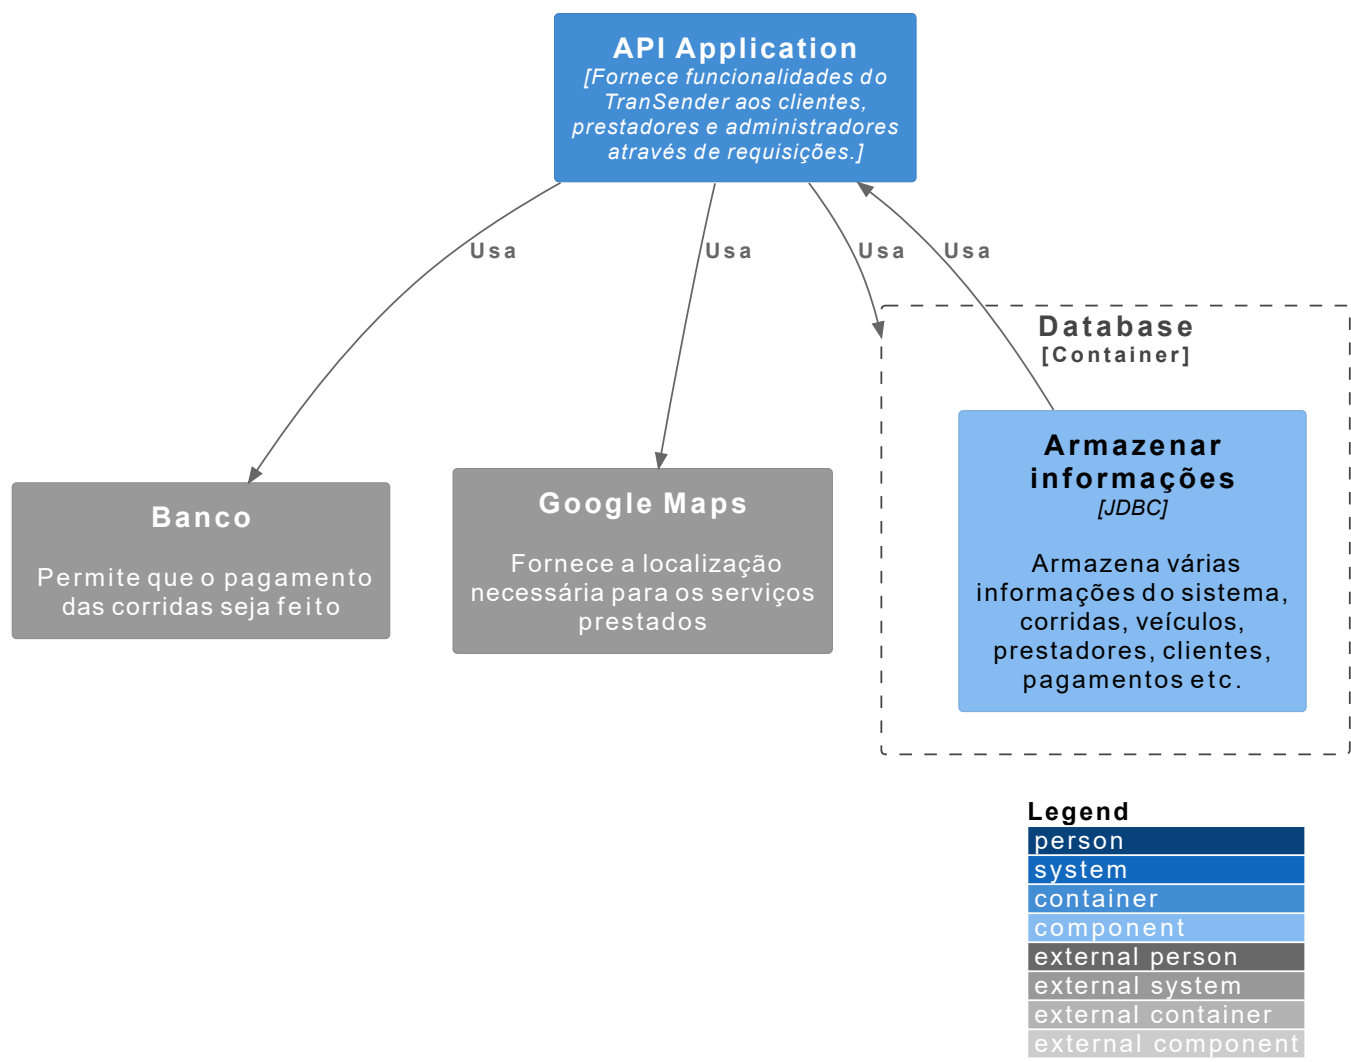 API Application
[Fornece funcionalidades do
TranSender aos clientes,
prestadores e administradores
através de requisições.]
Usa
Usa
Usa
Usa
Database
[Container]
Banco
Permite que o pagamento
das corridas seja feito
Google Maps
Fornece a localização
necessária para os serviços
prestados
Armazenar
informações
[JDBC]
Armazena várias
informações do sistema,
corridas, veículos,
prestadores, clientes,
pagamentos etc.
Legend
person
system
container
component
external person
external system
external container
external component